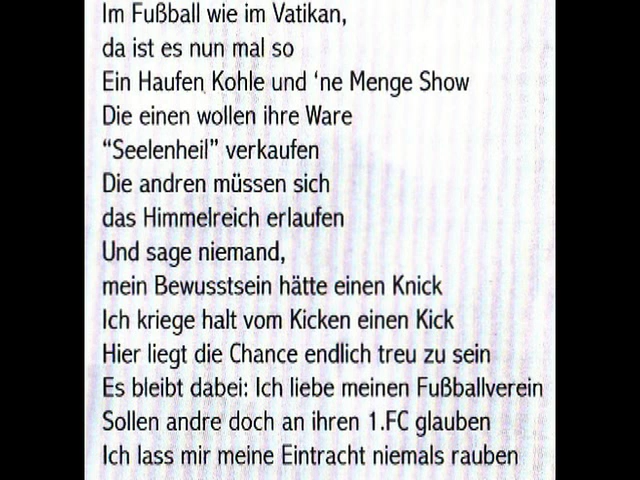 Im Fußball wie im Vatikan,
da ist es nun mal so
Ein Haufen Kohle und ‘ne Menge Show
Die einen wollen ihre Ware
“Seelenheil” verkaufen
Die andren müssen sich
das Himmelreich erlaufen
Und sage niemand,
mein Bewusstsein hätte einen Knick
Ich kriege halt vom Kicken einen Kick
Hier liegt die Chance endlich treu zu sein
Es bleibt dabei: Ich liebe meinen Fußballverein
Sollen andre doch an ihren 1.FC glauben
Ich lass mir meine Eintracht niemals rauben